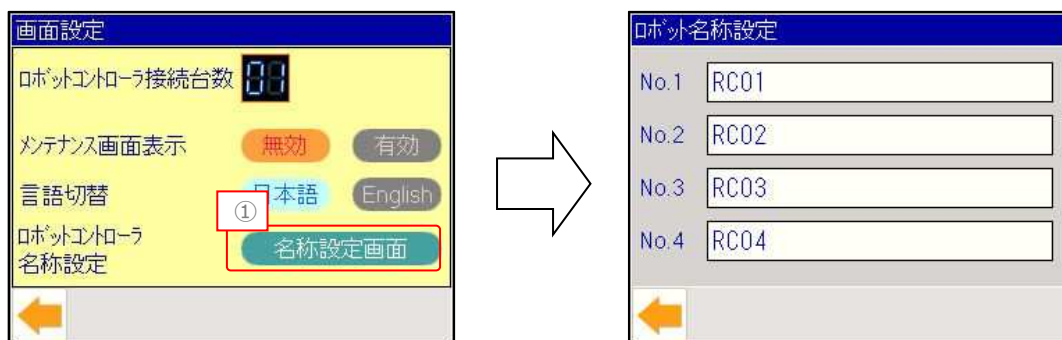 画面設定
ﾛﾎﾞｯﾄｺﾝﾄﾛｰﾗ接続台数 01
ﾒﾝﾃﾅﾝｽ画面表示 無効 有効
言語切替 日本語 English
①
ﾛﾎﾞｯﾄｺﾝﾄﾛｰﾗ
名称設定 名称設定画面
ﾛﾎﾞｯﾄ名称設定
No.1 RC01
No.2 RC02
No.3 RC03
No.4 RC04